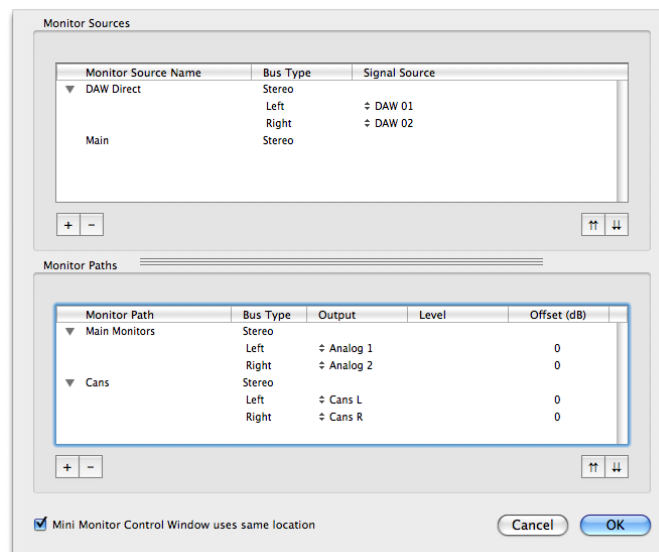 Monitor Sources
Monitor Source Name Bus Type Signal Source
DAW Direct Stereo
Left DAW 01
Right DAW 02
Main Stereo
+ −
Monitor Paths
Monitor Path Bus Type Output Level Offset (dB)
Main Monitors Stereo
Left Analog 1 0
Right Analog 2 0
Cans Stereo
Left Cans L 0
Right Cans R 0
+ −
Mini Monitor Control Window uses same location
Cancel OK